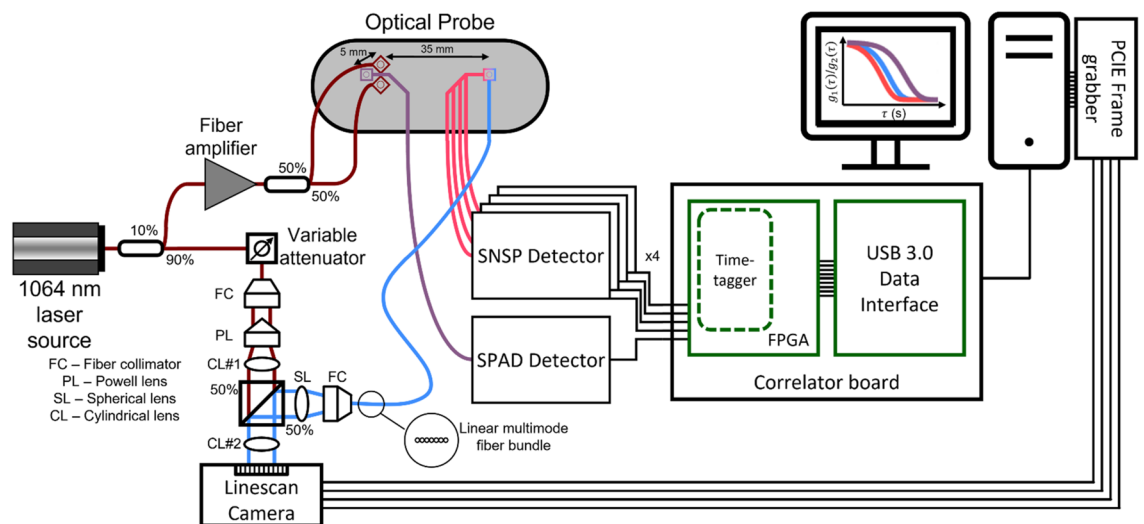 Optical Probe
5 mm
35 mm
Fiber
amplifier
50%
50%
10%
90%
Variable
attenuator
1064 nm
laser
source
FC
PL
CL#1
FC – Fiber collimator
PL – Powell lens
SL – Spherical lens
CL – Cylindrical lens
50%
SL
FC
50%
CL#2
Linear multimode
fiber bundle
Linescan
Camera
SNSP Detector
SPAD Detector
x4
Time-
tagger
FPGA
USB 3.0
Data
Interface
Correlator board
g₁(τ)/g₂(τ)
τ (s)
PCIE Frame
grabber